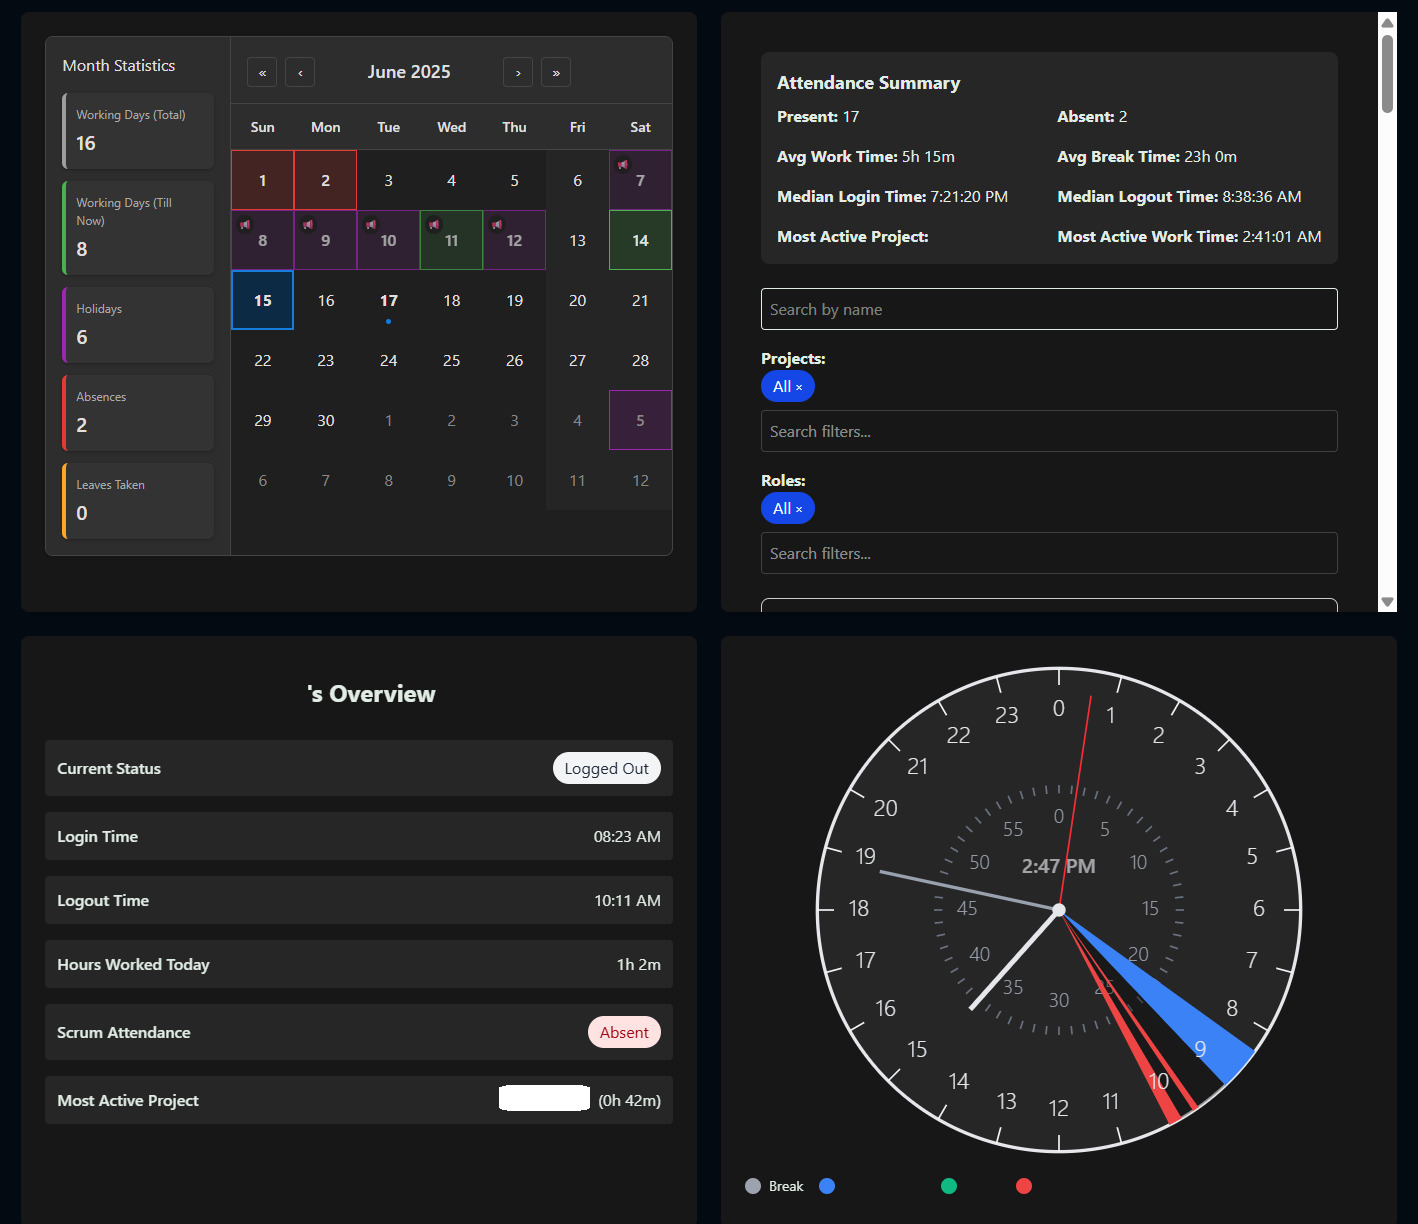 Month Statistics
Working Days (Total)
16
Working Days (Till
Now)
8
Holidays
6
Absences
2
Leaves Taken
0
« ‹ June 2025 › »
Sun Mon Tue Wed Thu Fri Sat
1 2 3 4 5 6 7
8 9 10 11 12 13 14
15 16 17 18 19 20 21
22 23 24 25 26 27 28
29 30 1 2 3 4 5
6 7 8 9 10 11 12
Attendance Summary
Present: 17 Absent: 2
Avg Work Time: 5h 15m Avg Break Time: 23h 0m
Median Login Time: 7:21:20 PM Median Logout Time: 8:38:36 AM
Most Active Project: Most Active Work Time: 2:41:01 AM
Search by name
Projects:
All ×
Search filters...
Roles:
All ×
Search filters...
's Overview
Current Status Logged Out
Login Time 08:23 AM
Logout Time 10:11 AM
Hours Worked Today 1h 2m
Scrum Attendance Absent
Most Active Project (0h 42m)
0
1
2
3
4
5
6
7
8
9
10
11
12
13
14
15
16
17
18
19
20
21
22
23
0
5
10
15
20
25
30
35
40
45
50
55
2:47 PM
Break